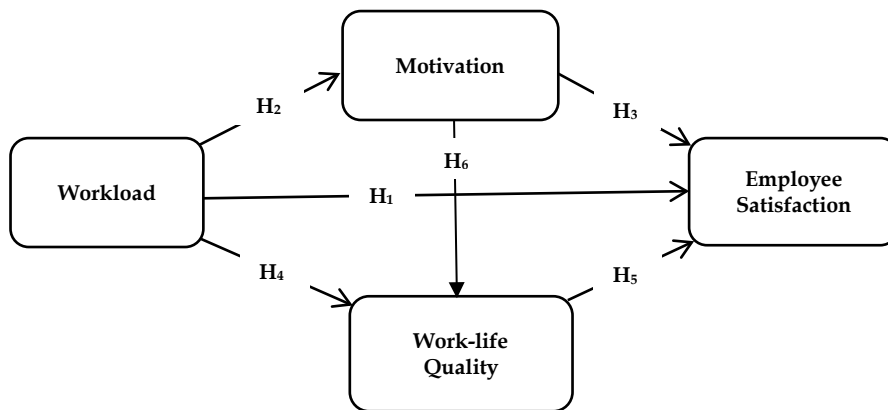 Motivation
H₂
H₃
H₆
Workload
H₁
Employee
Satisfaction
H₄
H₅
Work-life
Quality